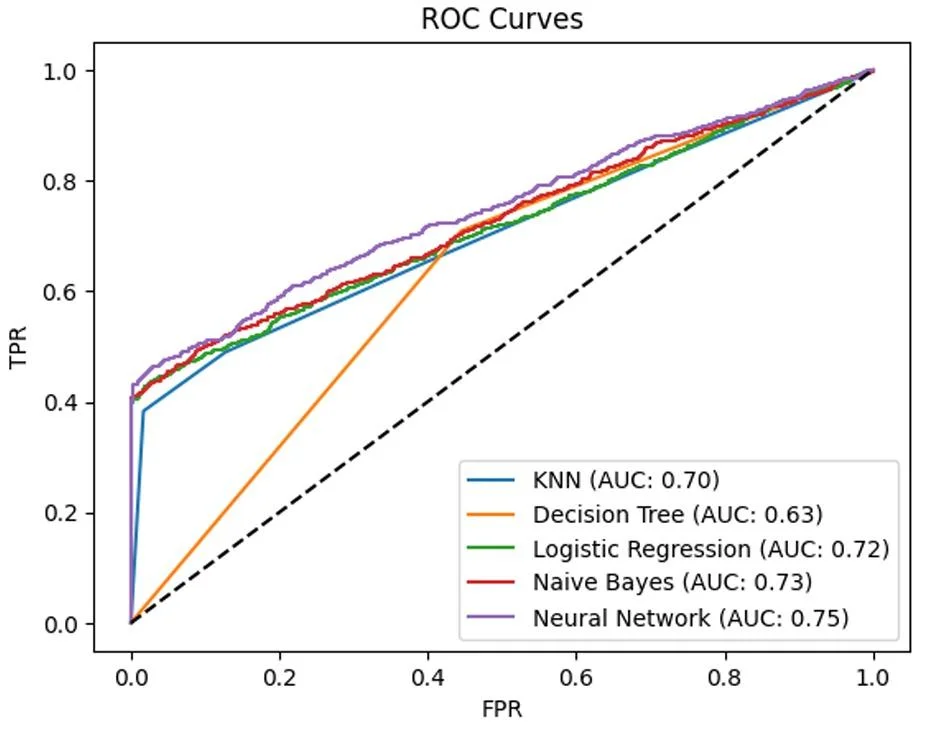 ROC Curves
TPR
1.0
0.8
0.6
0.4
0.2
0.0
KNN (AUC: 0.70)
Decision Tree (AUC: 0.63)
Logistic Regression (AUC: 0.72)
Naive Bayes (AUC: 0.73)
Neural Network (AUC: 0.75)
0.0 0.2 0.4 0.6 0.8 1.0
FPR